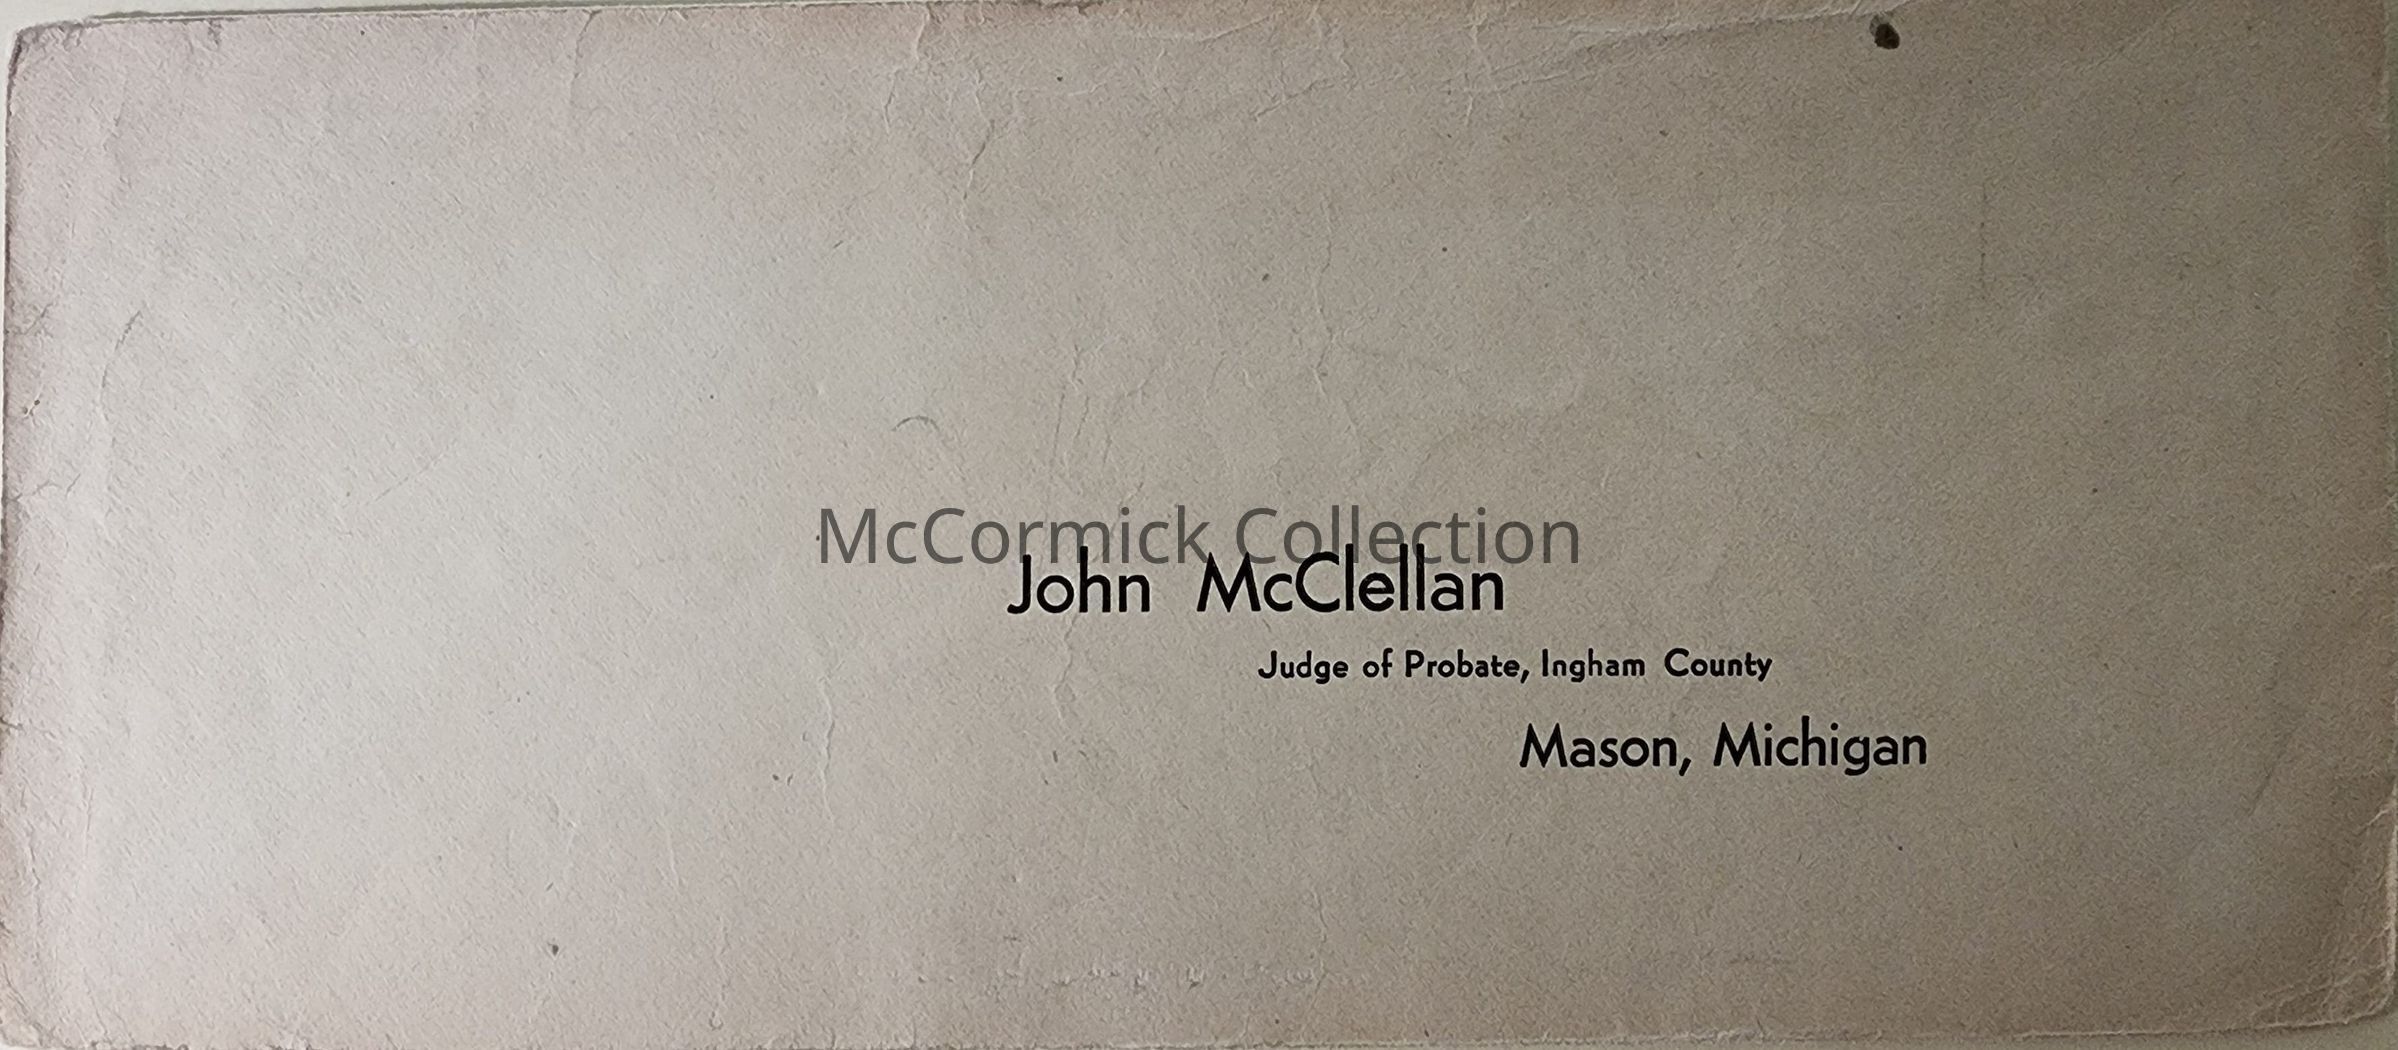 McCormick Collection
John McClellan
Judge of Probate, Ingham County
Mason, Michigan